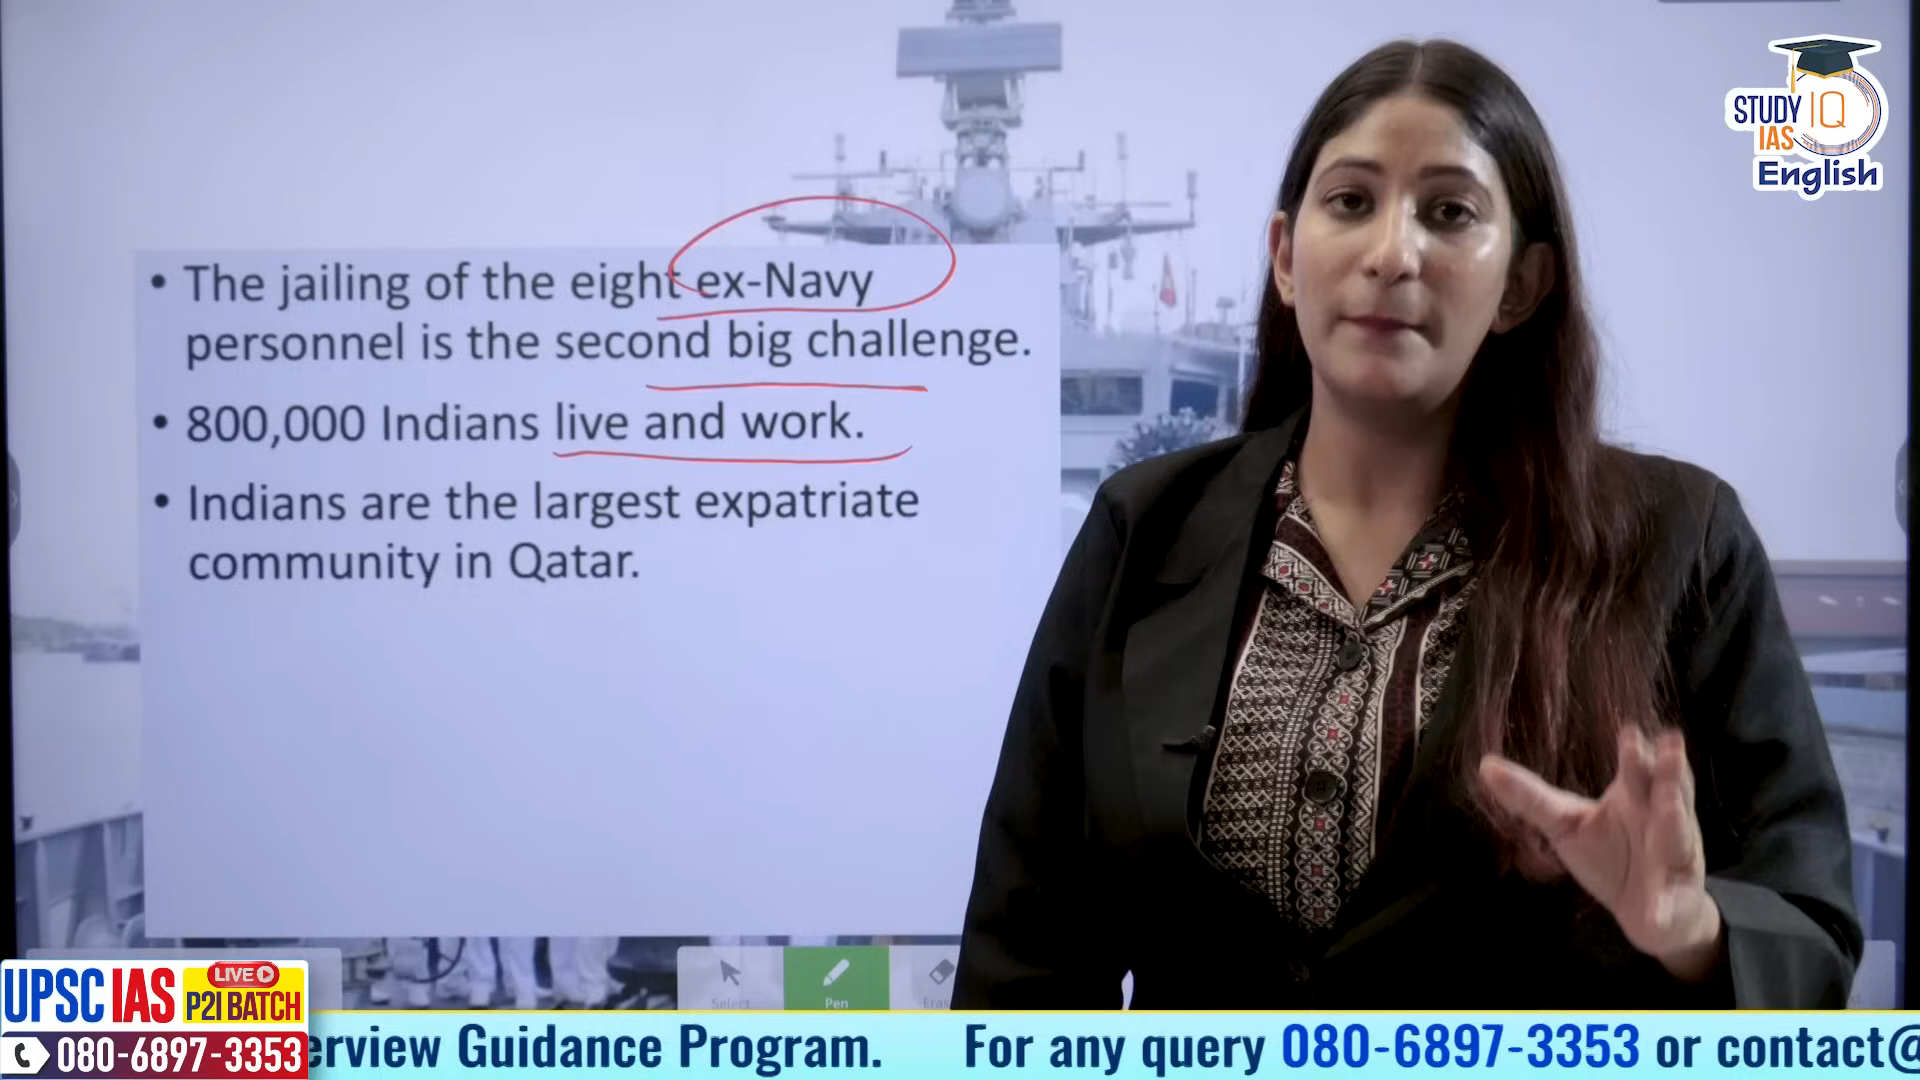 STUDY IQ
IAS
English
• The jailing of the eight ex-Navy
personnel is the second big challenge.
• 800,000 Indians live and work.
• Indians are the largest expatriate
community in Qatar.
Select
Pen
UPSC IAS LIVE
P2I BATCH
080-6897-3353
erview Guidance Program. For any query 080-6897-3353 or contact@